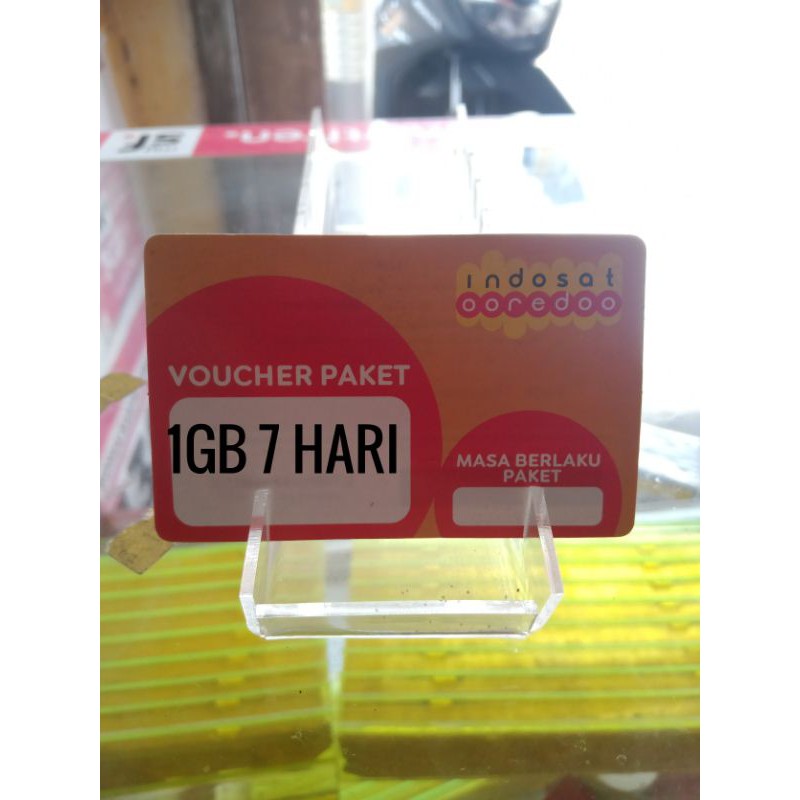 indosat
ooredoo
VOUCHER PAKET
1GB 7 HARI
MASA BERLAKU
PAKET